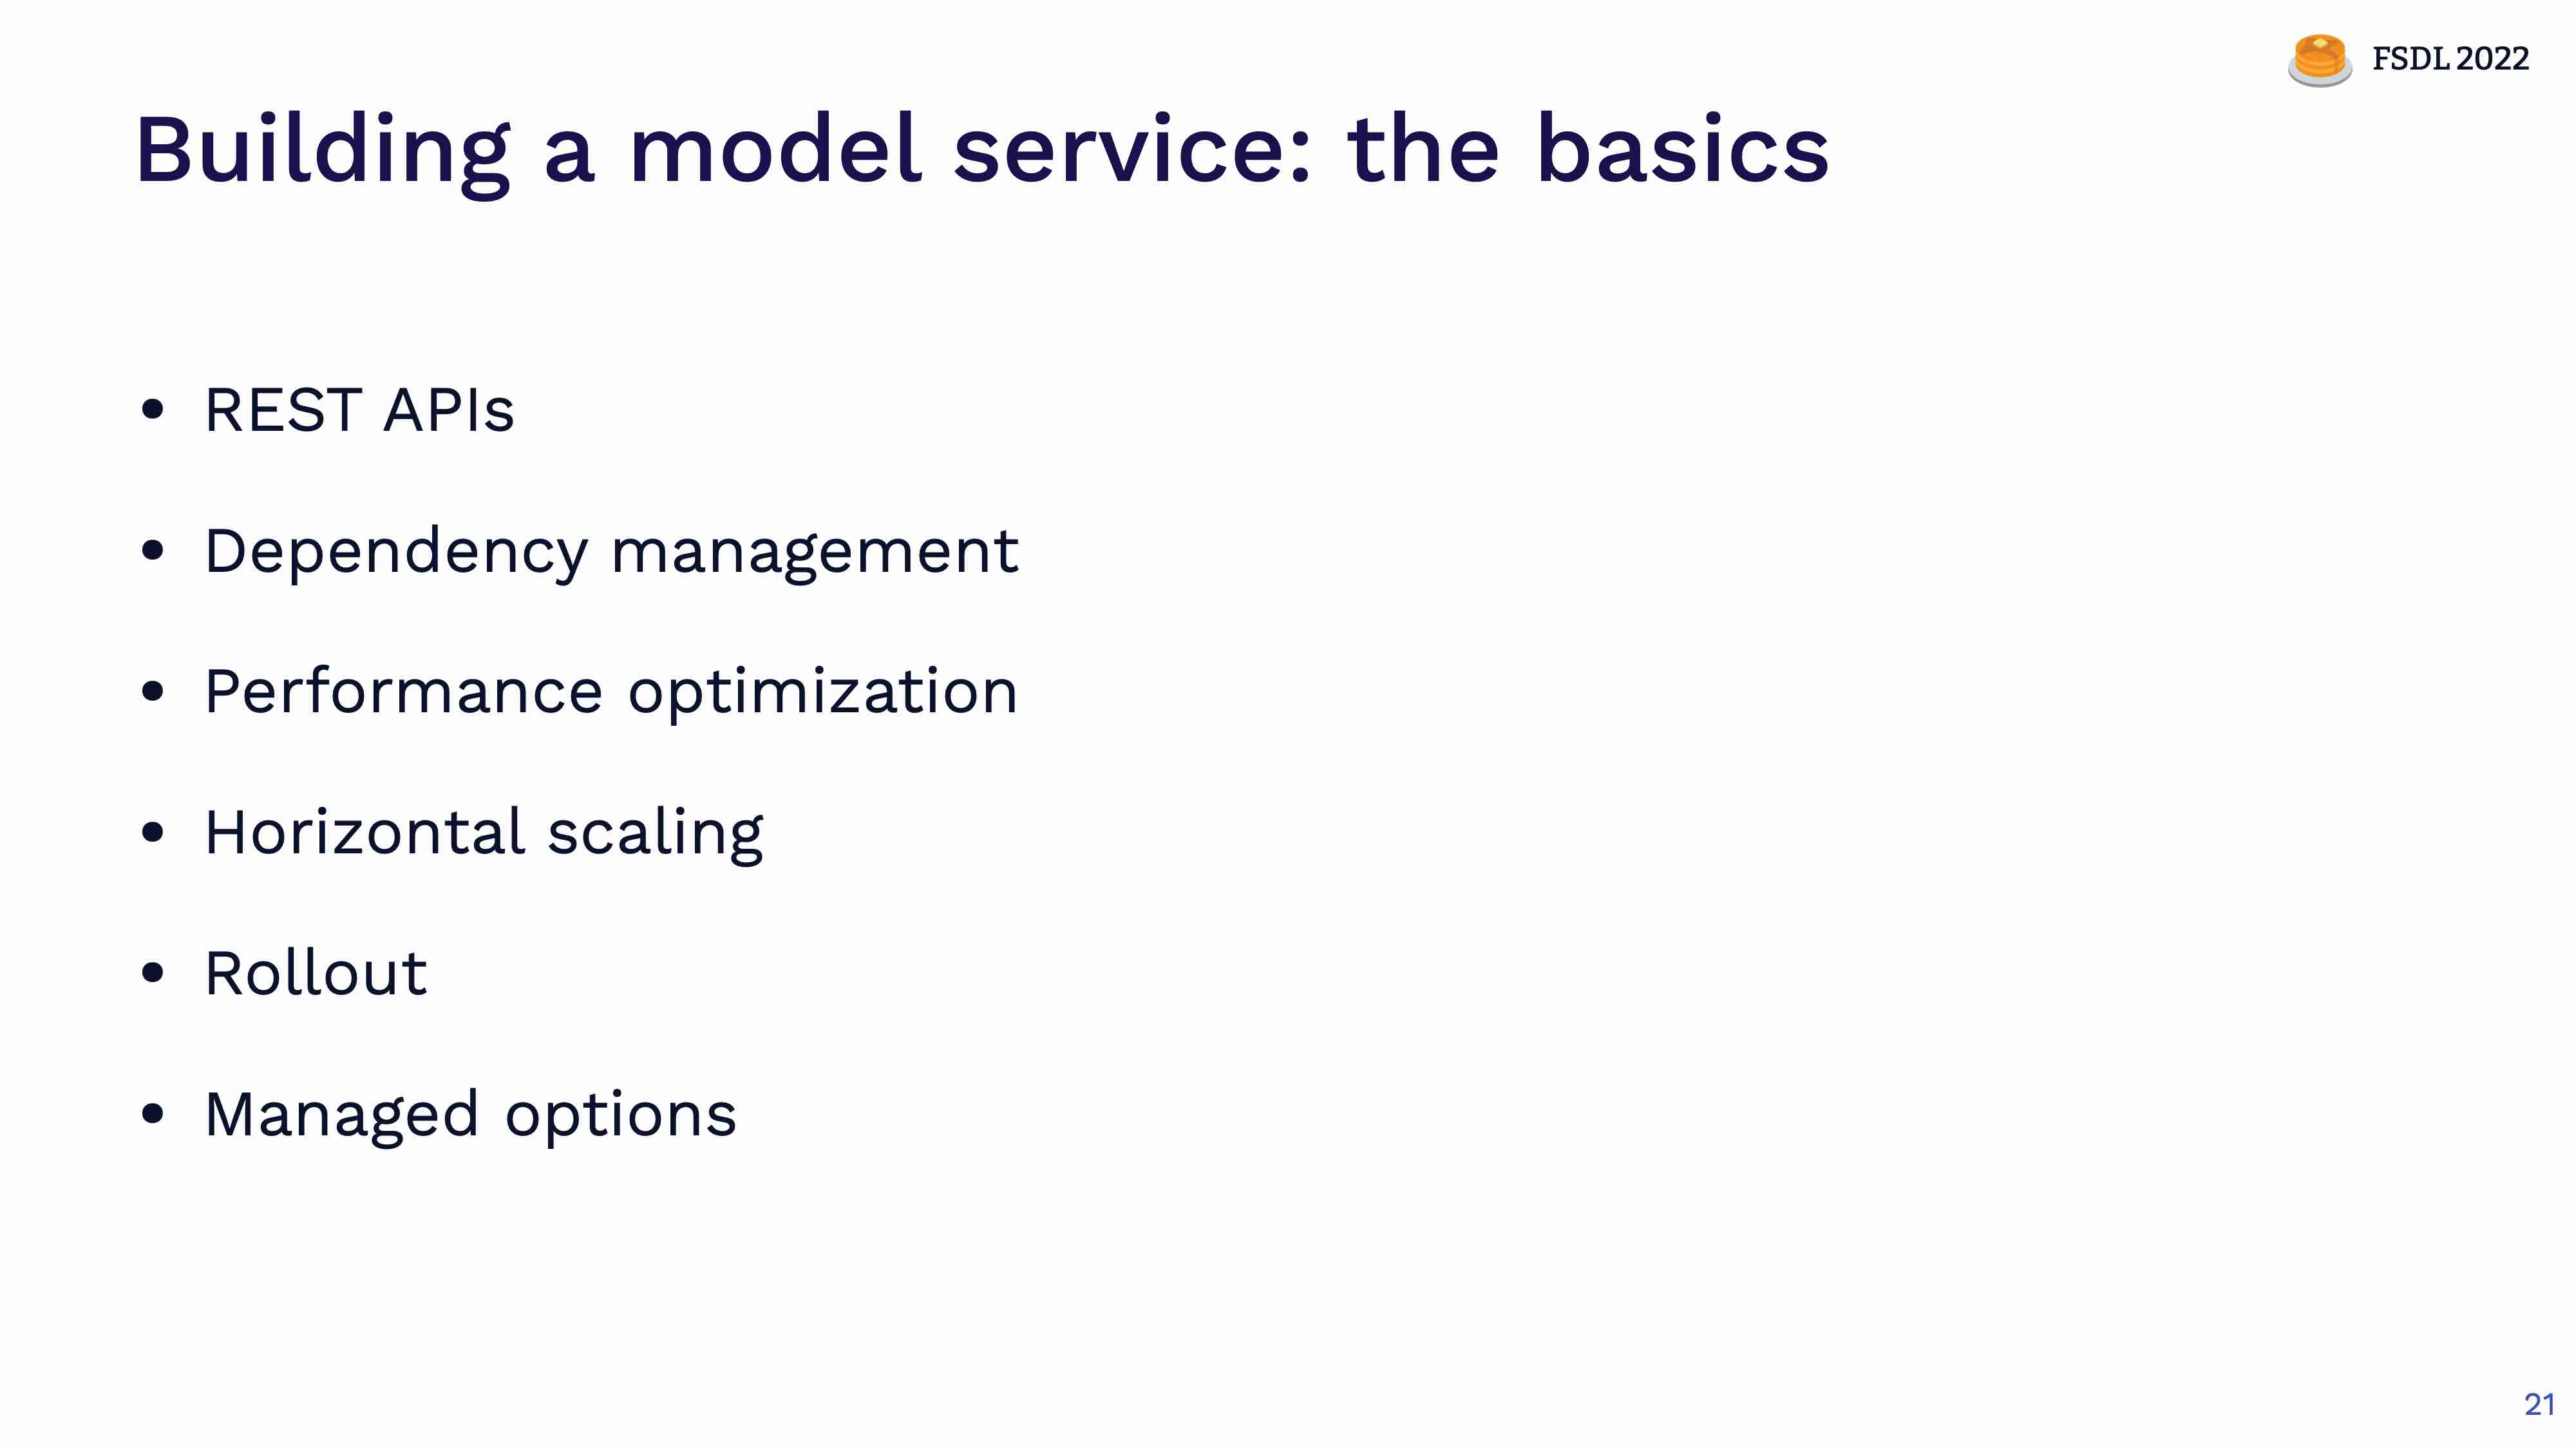 FSDL 2022
Building a model service: the basics
• REST APIs
• Dependency management
• Performance optimization
• Horizontal scaling
• Rollout
• Managed options
21